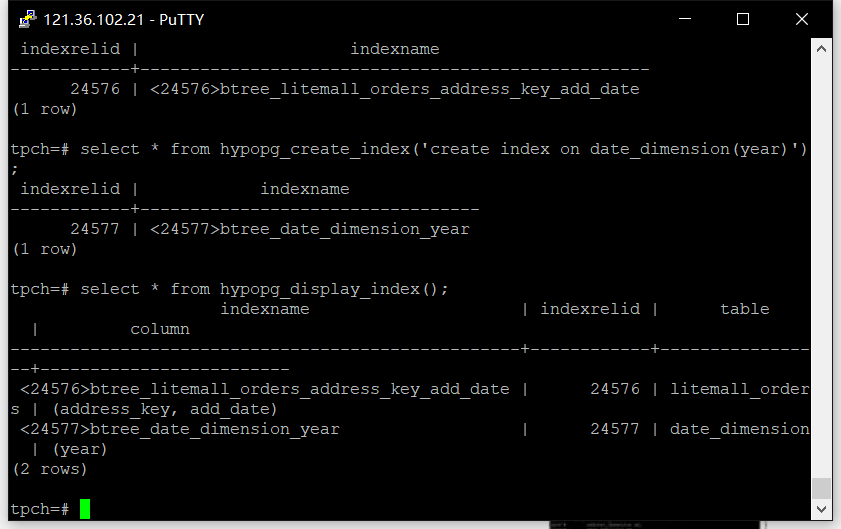 121.36.102.21 - PuTTY
 indexrelid |                     indexname
------------+---------------------------------------------------
      24576 | <24576>btree_litemall_orders_address_key_add_date
(1 row)

tpch=# select * from hypopg_create_index('create index on date_dimension(year)')
;
 indexrelid |            indexname
------------+----------------------------------
      24577 | <24577>btree_date_dimension_year
(1 row)

tpch=# select * from hypopg_display_index();
                     indexname                     | indexrelid |      table
  |         column
---------------------------------------------------+------------+---------------
--+-------------------------
 <24576>btree_litemall_orders_address_key_add_date |      24576 | litemall_order
s | (address_key, add_date)
 <24577>btree_date_dimension_year                  |      24577 | date_dimension
  | (year)
(2 rows)

tpch=#